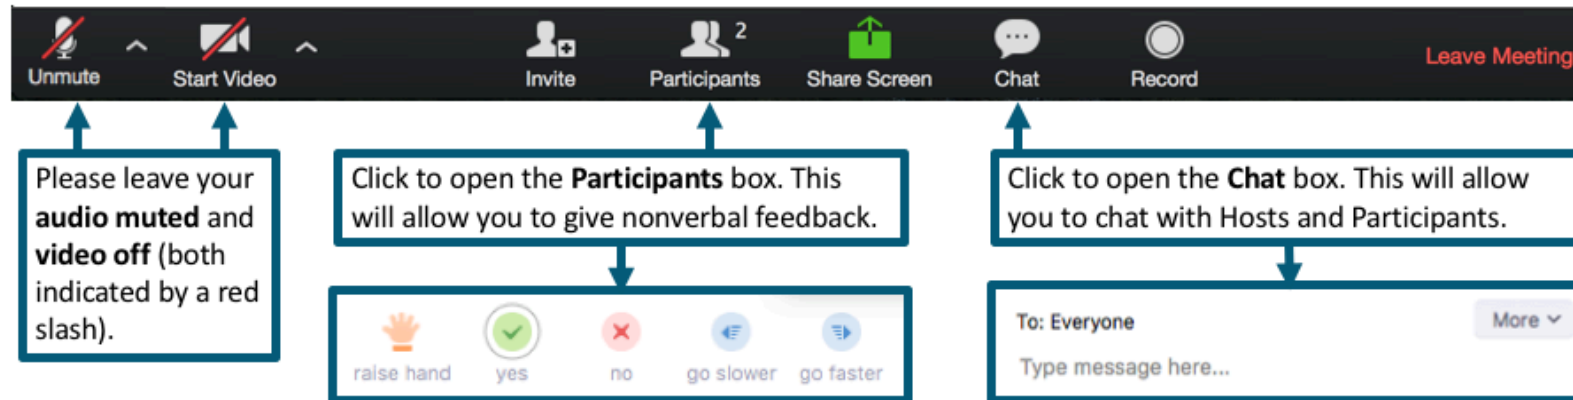 Unmute
Start Video
Invite
Participants
2
Share Screen
Chat
Record
Leave Meeting
Please leave your
audio muted and
video off (both
indicated by a red
slash).
Click to open the Participants box. This
will allow you to give nonverbal feedback.
raise hand
yes
no
go slower
go faster
Click to open the Chat box. This will allow
you to chat with Hosts and Participants.
To: Everyone
More
Type message here...